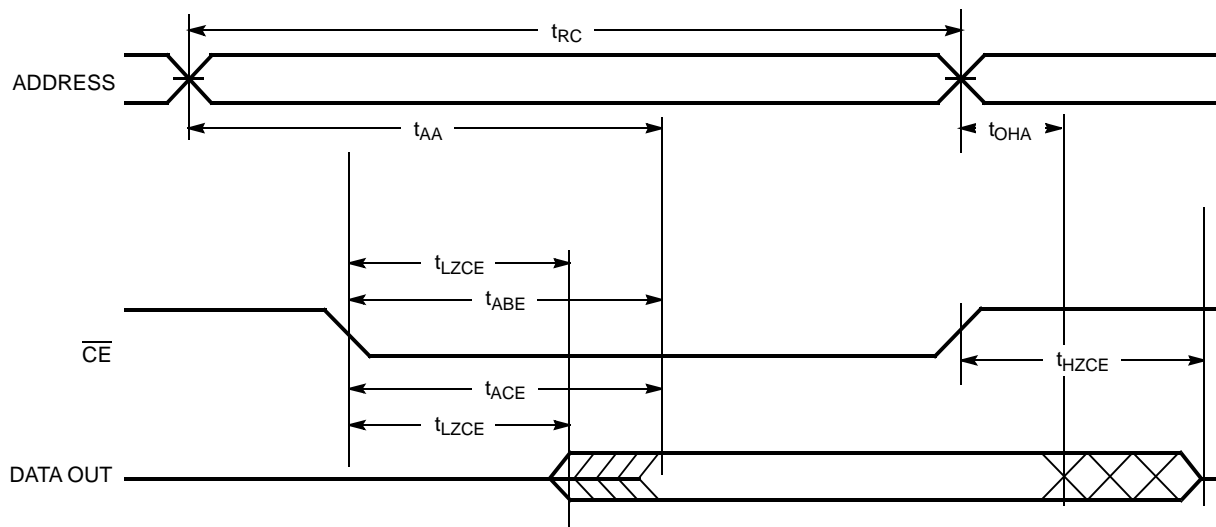 tRC
ADDRESS
tAA
tOHA
tLZCE
tABE
CE
tHZCE
tACE
tLZCE
DATA OUT